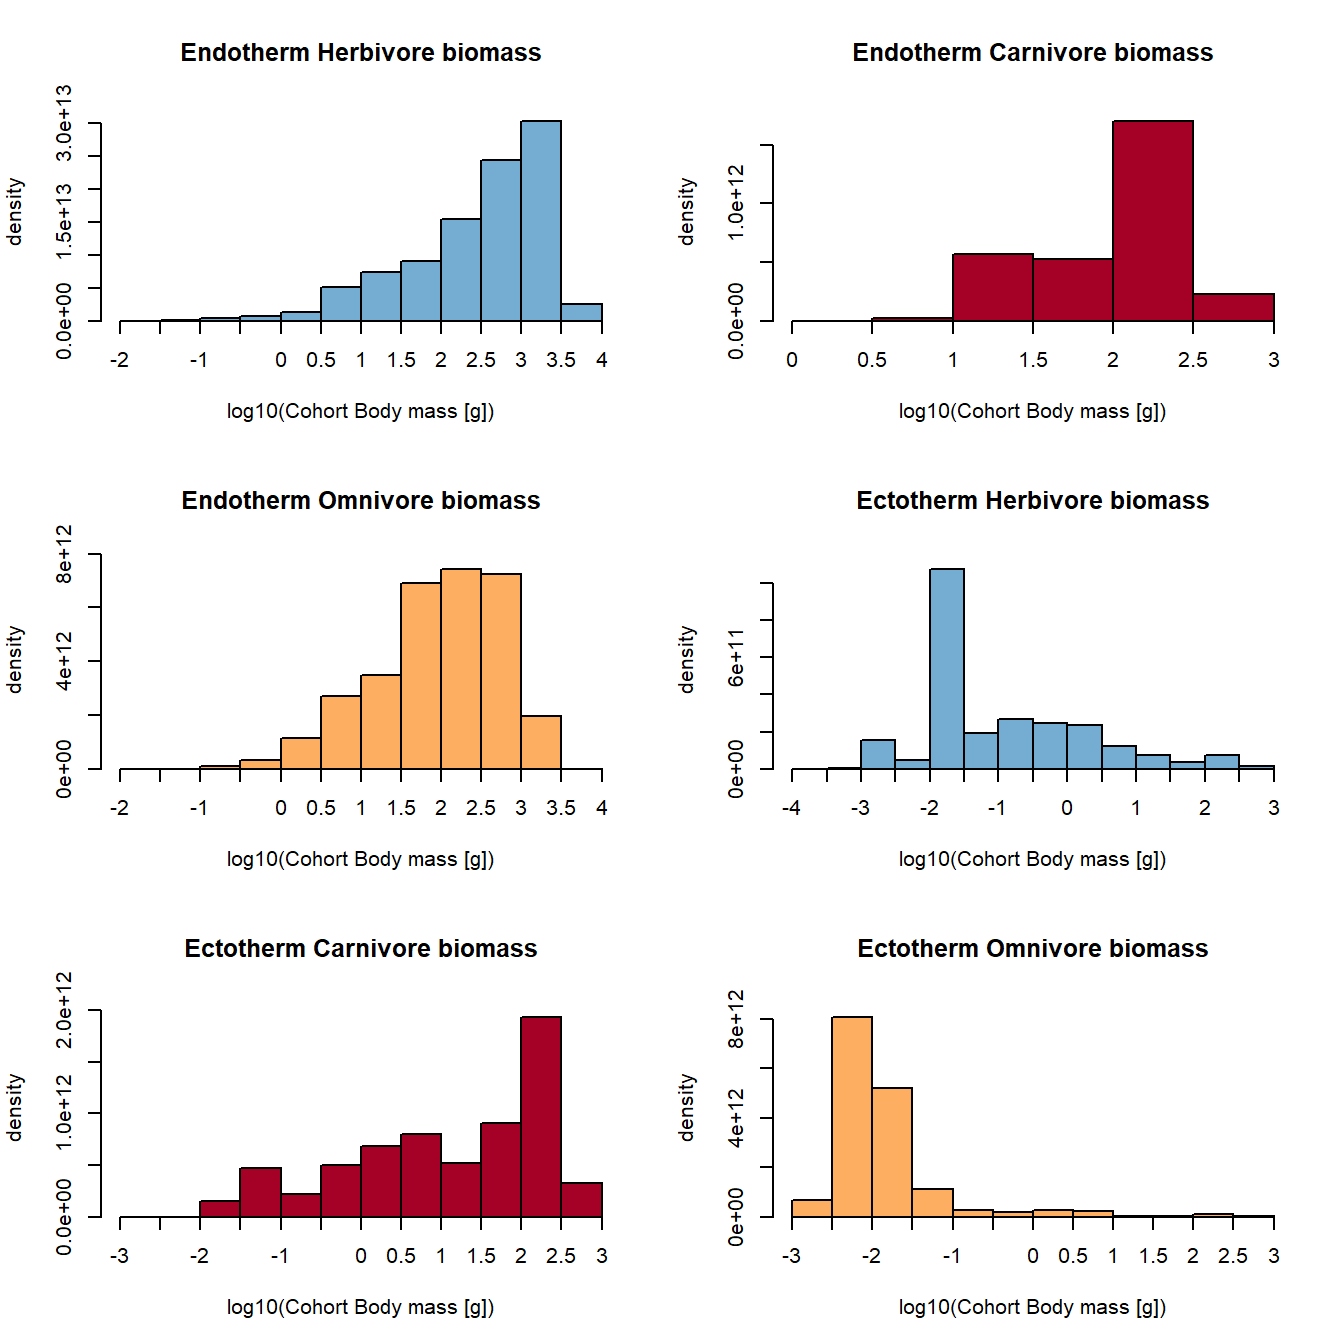 Endotherm Herbivore biomass
density
0.0e+00 1.5e+13 3.0e+13
-2 -1 0 0.5 1 1.5 2 2.5 3 3.5 4
log10(Cohort Body mass [g])
Endotherm Carnivore biomass
density
0.0e+00 1.0e+12
0 0.5 1 1.5 2 2.5 3
log10(Cohort Body mass [g])
Endotherm Omnivore biomass
density
0e+00 4e+12 8e+12
-2 -1 0 0.5 1 1.5 2 2.5 3 3.5 4
log10(Cohort Body mass [g])
Ectotherm Herbivore biomass
density
0e+00 6e+11
-4 -3 -2 -1 0 1 2 3
log10(Cohort Body mass [g])
Ectotherm Carnivore biomass
density
0.0e+00 1.0e+12 2.0e+12
-3 -2 -1 0 0.5 1 1.5 2 2.5 3
log10(Cohort Body mass [g])
Ectotherm Omnivore biomass
density
0e+00 4e+12 8e+12
-3 -2 -1 0 0.5 1 1.5 2 2.5 3
log10(Cohort Body mass [g])